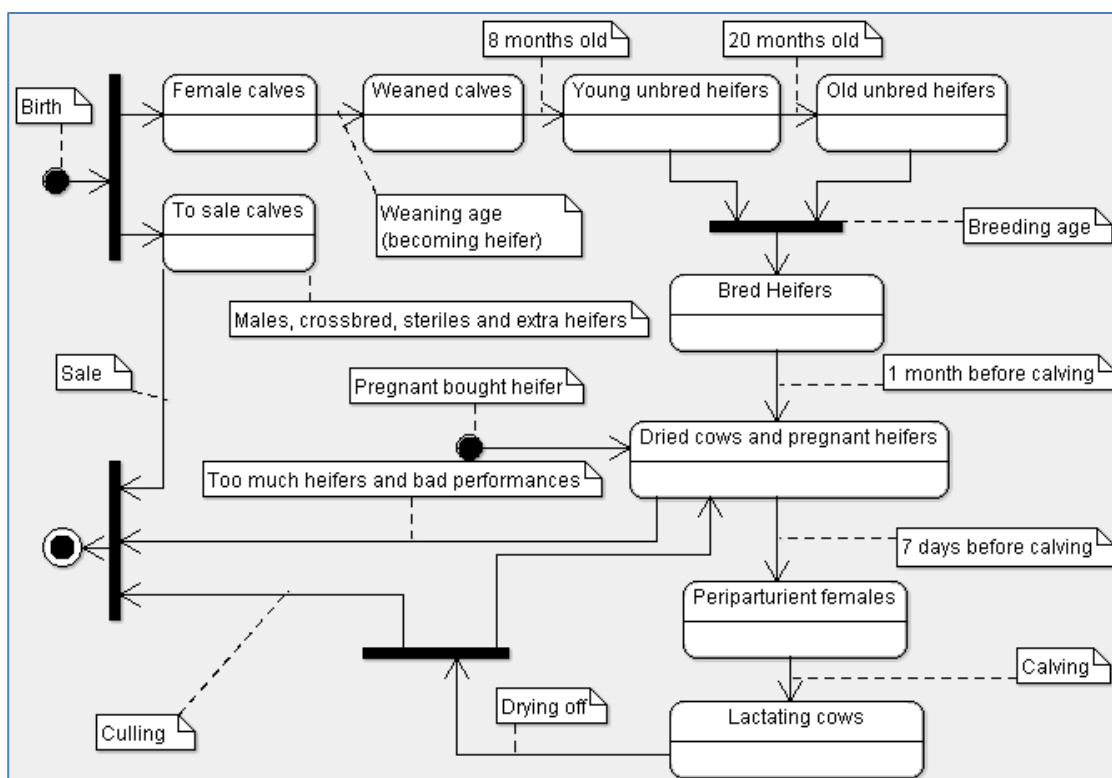 8 months old
20 months old
Birth
Female calves
Weaned calves
Young unbred heifers
Old unbred heifers
To sale calves
Weaning age
(becoming heifer)
Breeding age
Bred Heifers
Males, crossbred, steriles and extra heifers
Sale
Pregnant bought heifer
1 month before calving
Dried cows and pregnant heifers
Too much heifers and bad performances
7 days before calving
Periparturient females
Calving
Drying off
Lactating cows
Culling